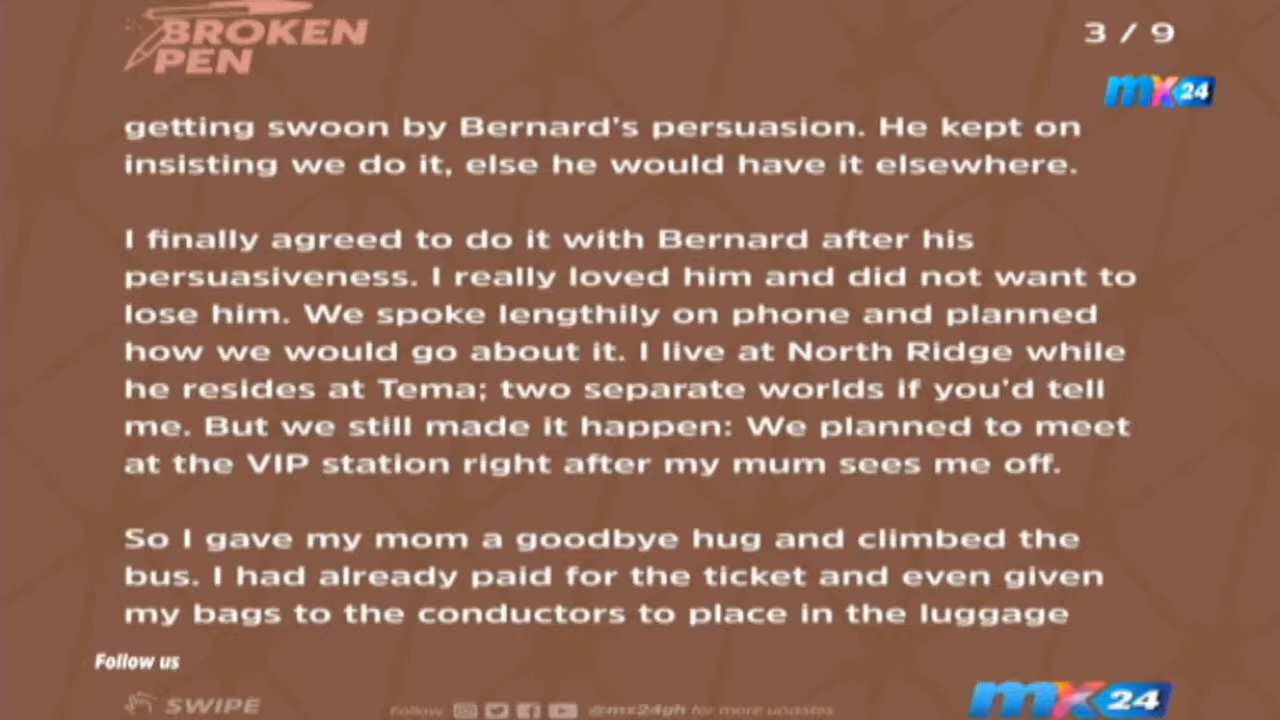 BROKEN
PEN
3 / 9
mx24
getting swoon by Bernard's persuasion. He kept on
insisting we do it, else he would have it elsewhere.
I finally agreed to do it with Bernard after his
persuasiveness. I really loved him and did not want to
lose him. We spoke lengthily on phone and planned
how we would go about it. I live at North Ridge while
he resides at Tema; two separate worlds if you'd tell
me. But we still made it happen: We planned to meet
at the VIP station right after my mum sees me off.
So I gave my mom a goodbye hug and climbed the
bus. I had already paid for the ticket and even given
my bags to the conductors to place in the luggage
Follow us
SWIPE
Follow @mx24gh for more updates
mx24